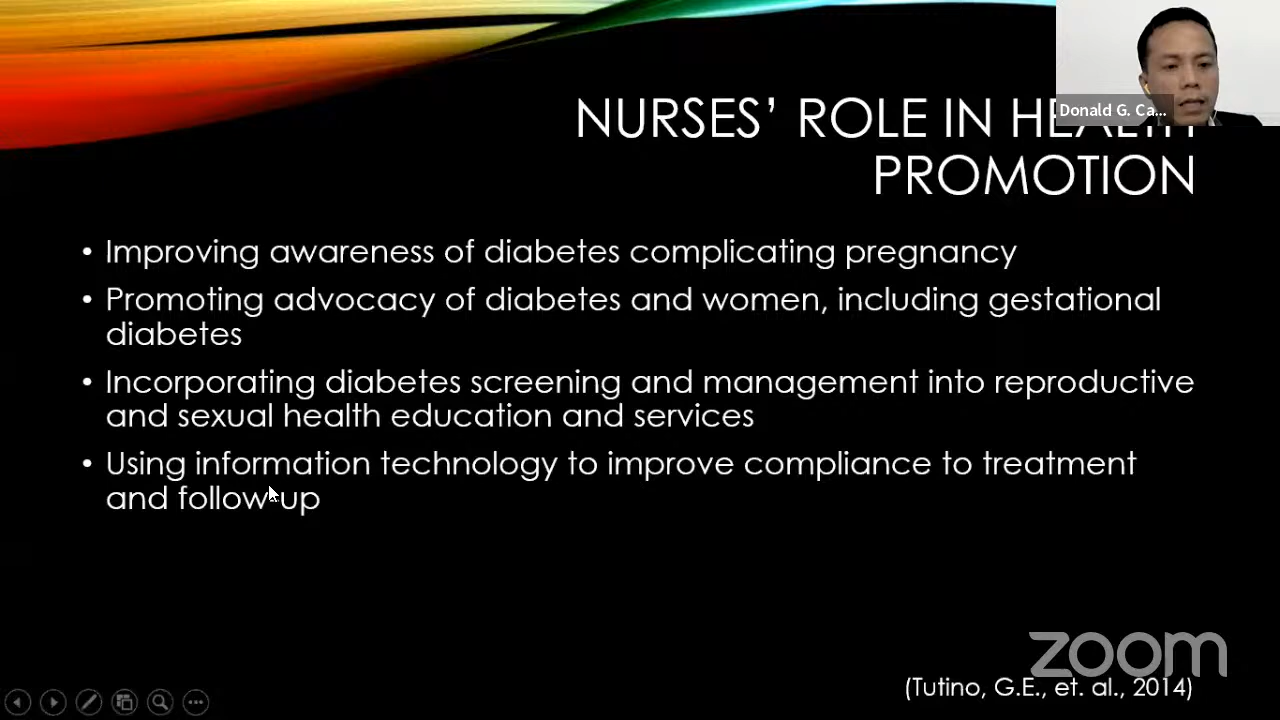 Donald G. Ca...
NURSES’ ROLE IN HEALTH
PROMOTION
• Improving awareness of diabetes complicating pregnancy
• Promoting advocacy of diabetes and women, including gestational
diabetes
• Incorporating diabetes screening and management into reproductive
and sexual health education and services
• Using information technology to improve compliance to treatment
and follow-up
zoom
(Tutino, G.E., et. al., 2014)